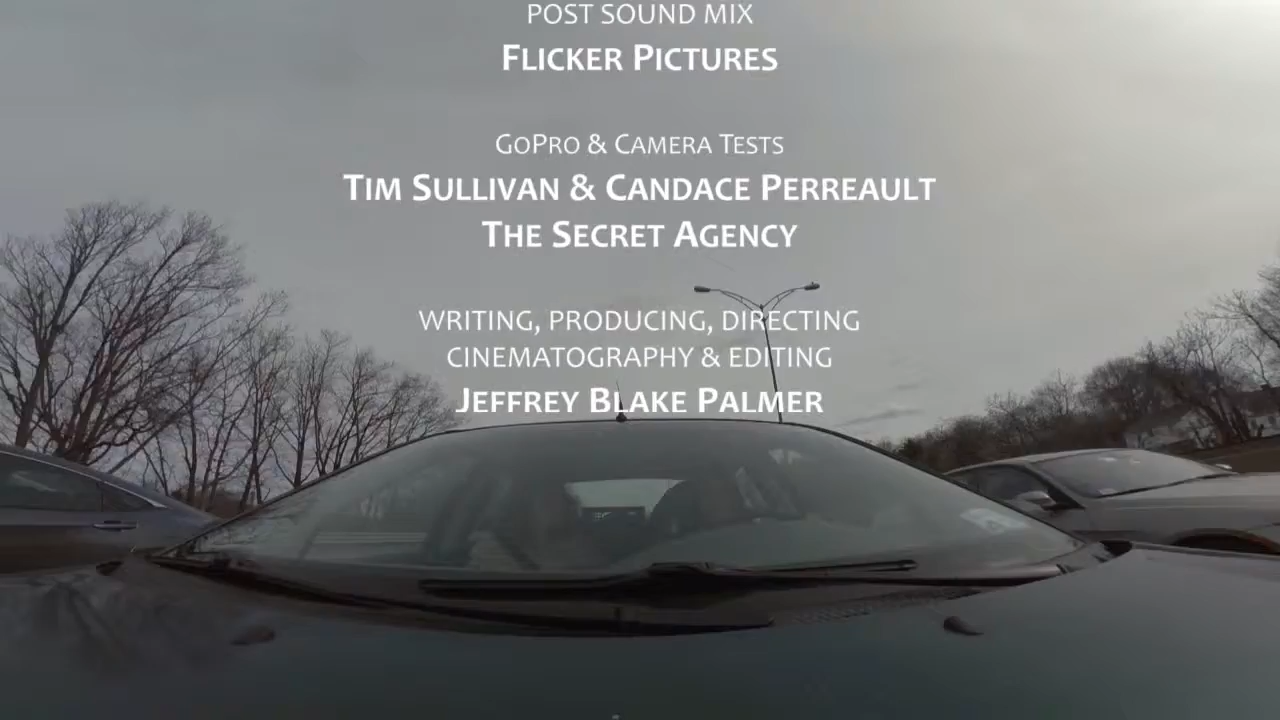 POST SOUND MIX
FLICKER PICTURES
GOPRO & CAMERA TESTS
TIM SULLIVAN & CANDACE PERREAULT
THE SECRET AGENCY
WRITING, PRODUCING, DIRECTING
CINEMATOGRAPHY & EDITING
JEFFREY BLAKE PALMER